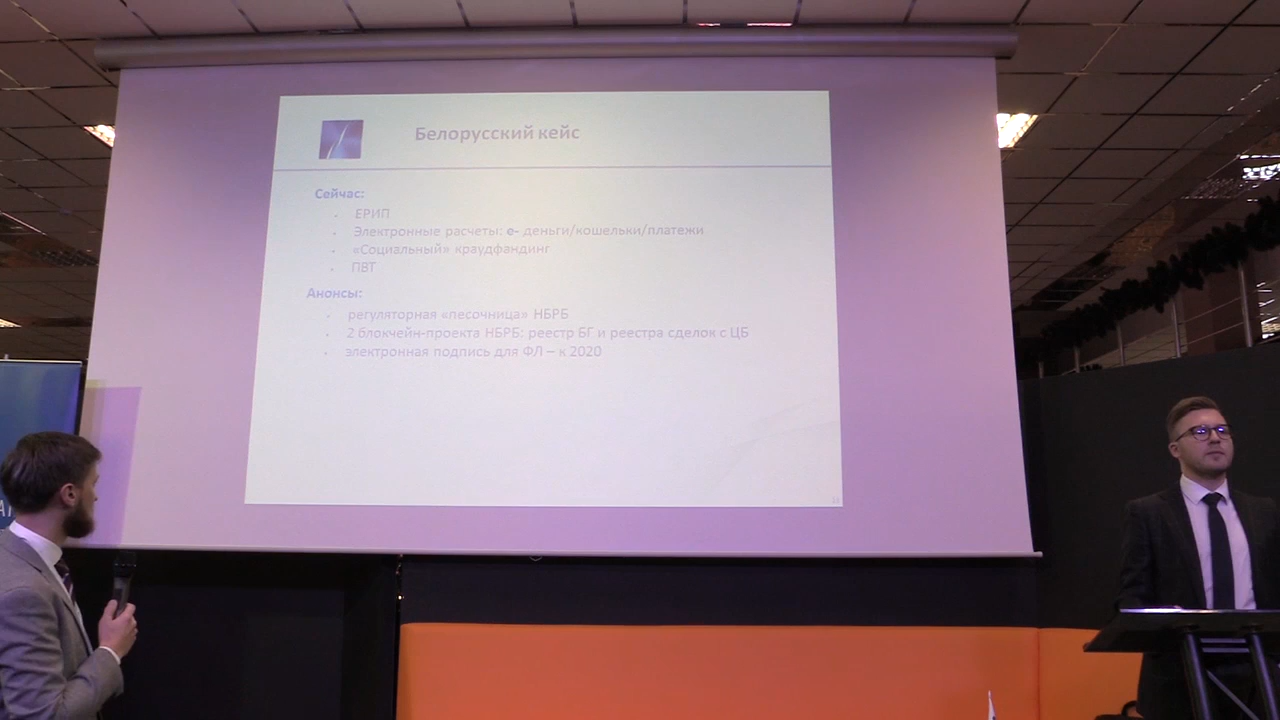 Белорусский кейс
Сейчас:
ЕРИП
Электронные расчеты: е- деньги/кошельки/платежи
«Социальный» краудфандинг
ПВТ
Анонсы:
регуляторная «песочница» НБРБ
2 блокчейн-проекта НБРБ: реестр БГ и реестра сделок с ЦБ
электронная подпись для ФЛ – к 2020